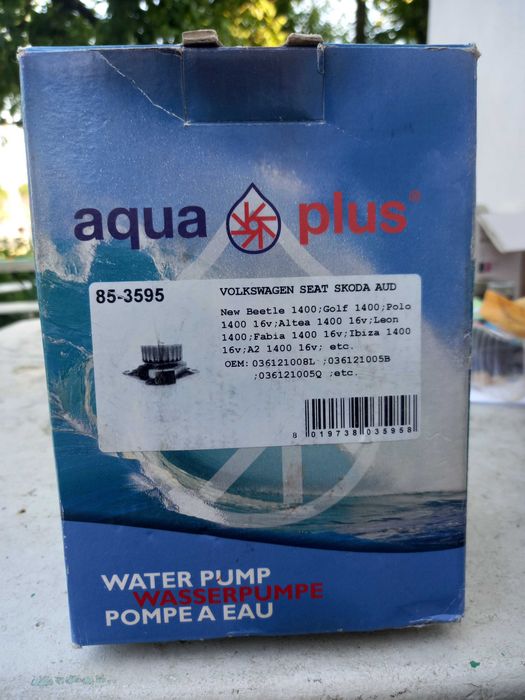 aqua plus®
85-3595
VOLKSWAGEN SEAT SKODA AUD
New Beetle 1400;Golf 1400;Polo
1400 16v;Altea 1400 16v;Leon
1400;Fabia 1400 16v;Ibiza 1400
16v;A2 1400 16v; etc.
OEM: 036121008L ;036121005B
;036121005Q ;etc.
8 019738 035958
WATER PUMP
WASSERPUMPE
POMPE A EAU